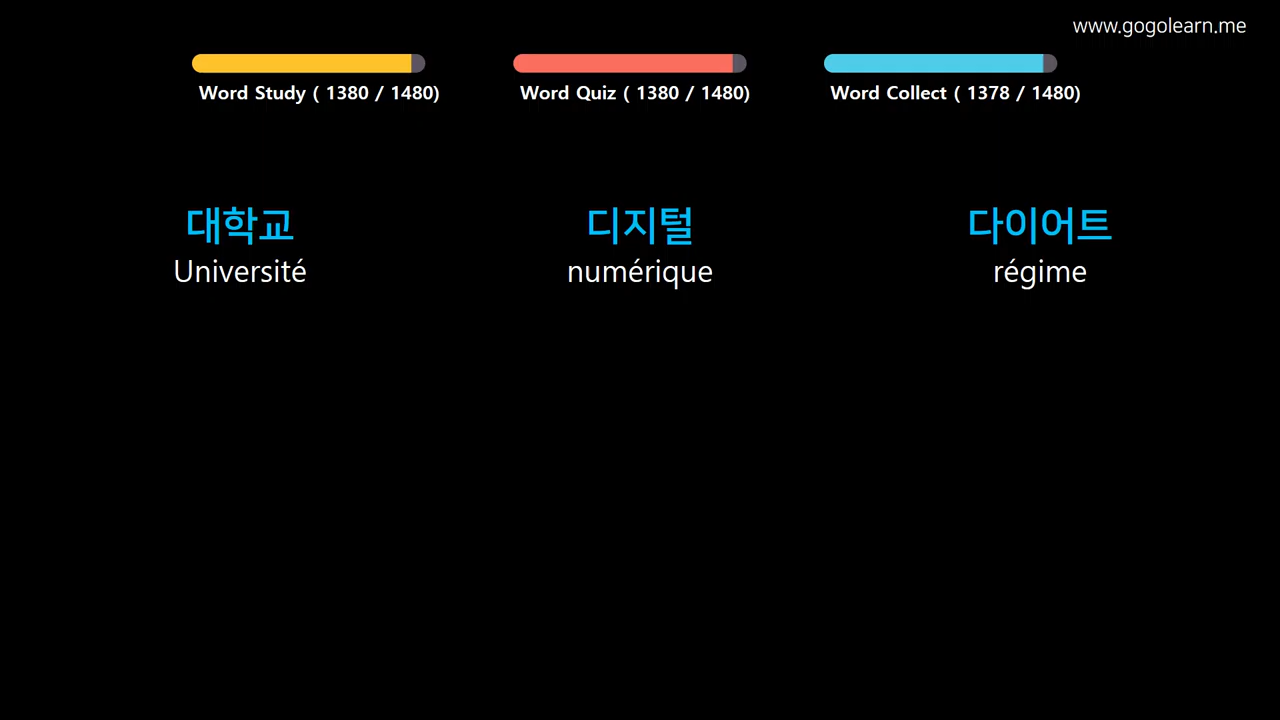 www.gogolearn.me
Word Study ( 1380 / 1480)
Word Quiz ( 1380 / 1480)
Word Collect ( 1378 / 1480)
대학교
Université
디지털
numérique
다이어트
régime